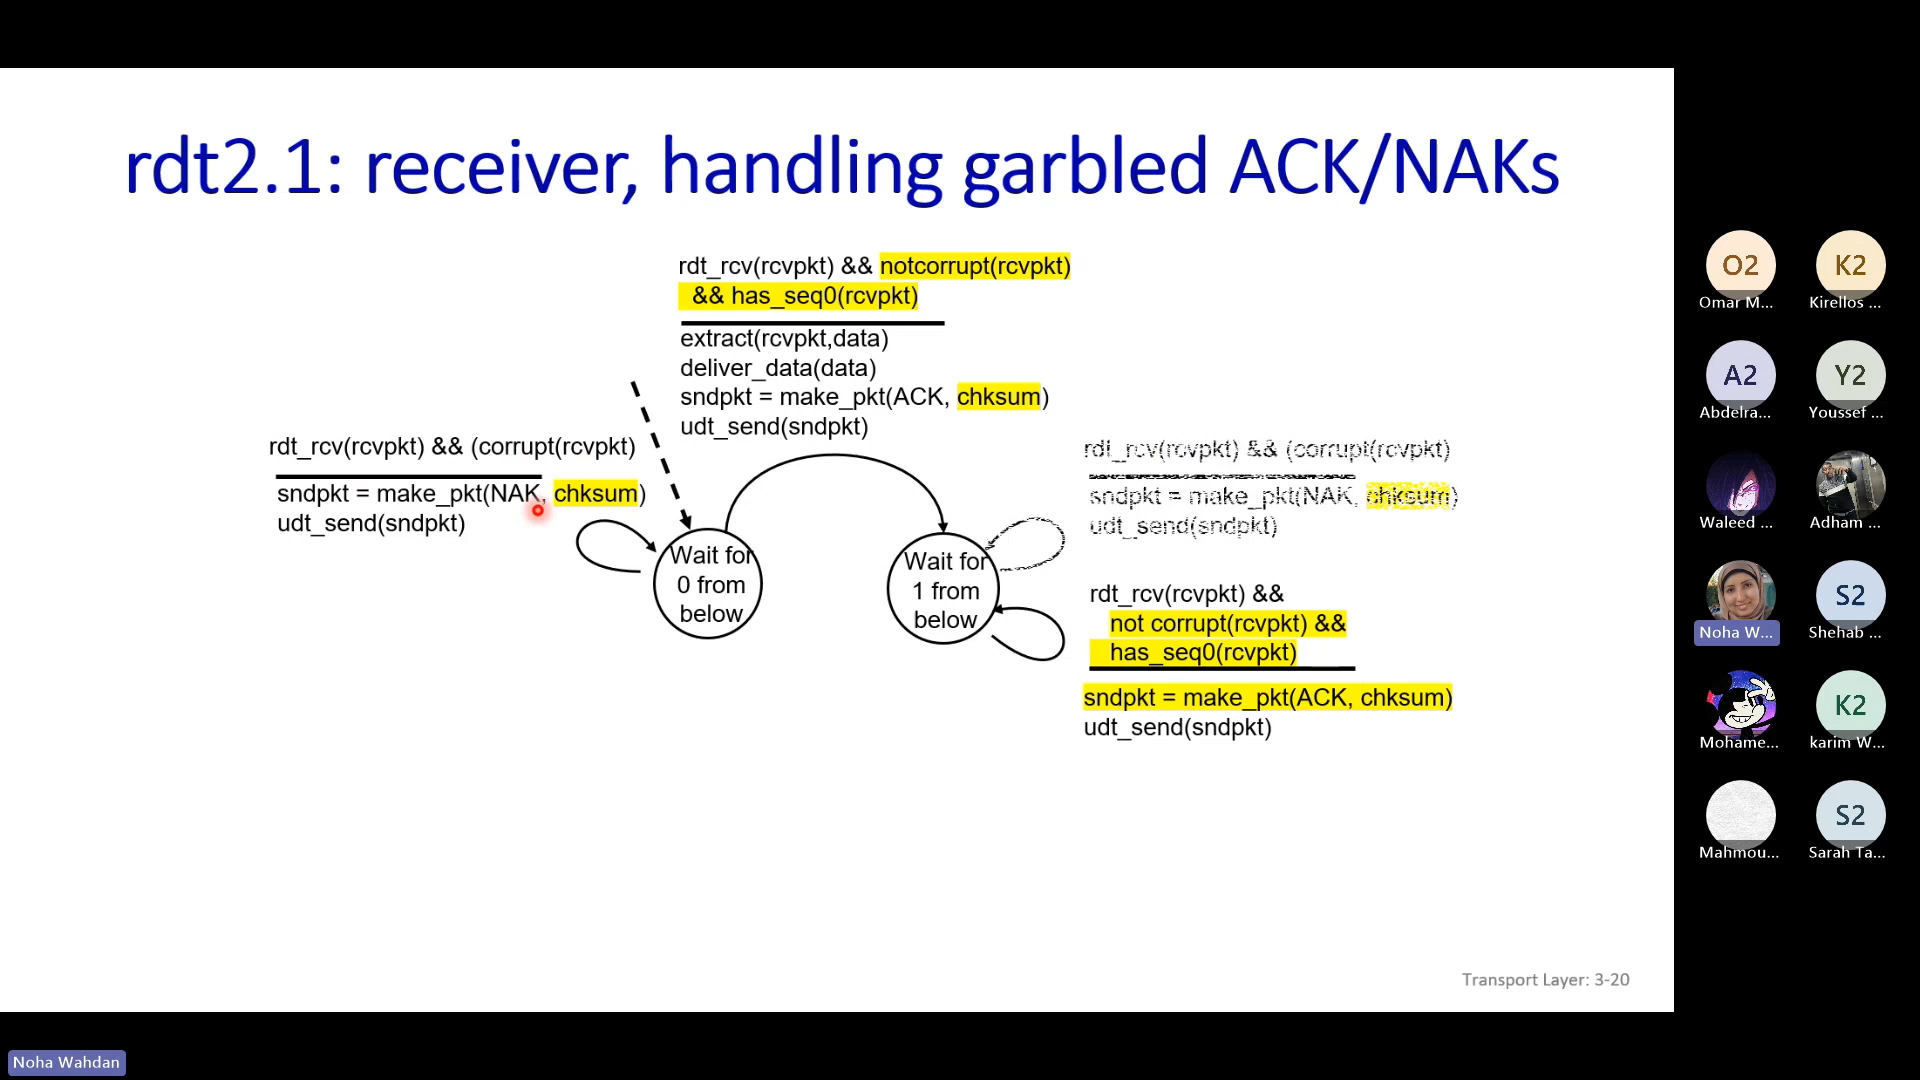 rdt2.1: receiver, handling garbled ACK/NAKs
rdt_rcv(rcvpkt) && notcorrupt(rcvpkt)
&& has_seq0(rcvpkt)
extract(rcvpkt,data)
deliver_data(data)
sndpkt = make_pkt(ACK, chksum)
udt_send(sndpkt)
rdt_rcv(rcvpkt) && (corrupt(rcvpkt)
sndpkt = make_pkt(NAK, chksum)
udt_send(sndpkt)
Wait for
0 from
below
Wait for
1 from
below
rdt_rcv(rcvpkt) && (corrupt(rcvpkt)
sndpkt = make_pkt(NAK, chksum)
udt_send(sndpkt)
rdt_rcv(rcvpkt) &&
not corrupt(rcvpkt) &&
has_seq0(rcvpkt)
sndpkt = make_pkt(ACK, chksum)
udt_send(sndpkt)
Transport Layer: 3-20
O2
Omar M...
K2
Kirellos ...
A2
Abdelra...
Y2
Youssef ...
Waleed ...
Adham ...
Noha W...
S2
Shehab ...
Mohame...
K2
karim W...
Mahmou...
S2
Sarah Ta...
Noha Wahdan